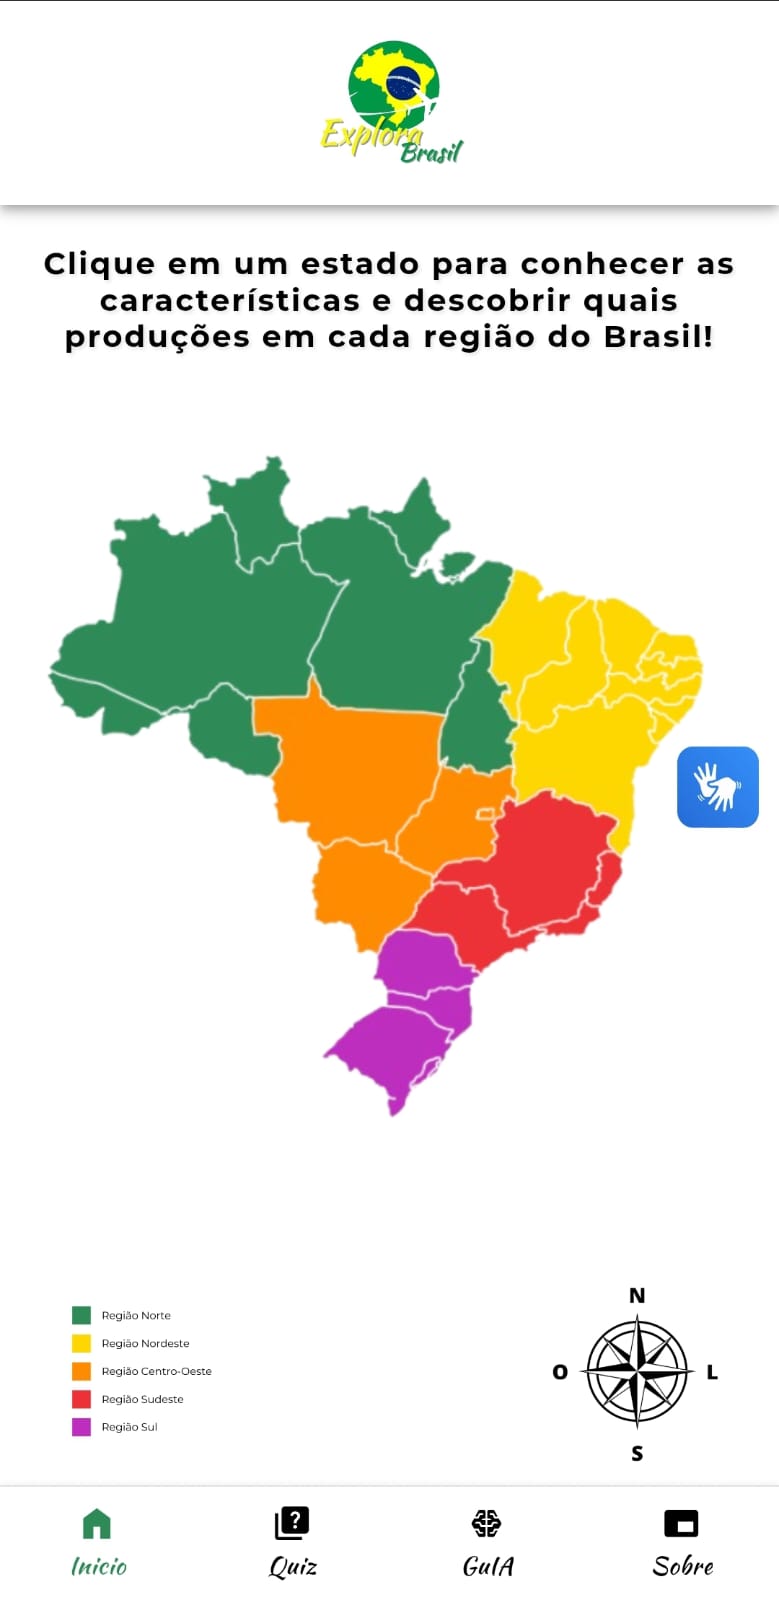 Explora
Brasil
Clique em um estado para conhecer as
características e descobrir quais
produções em cada região do Brasil!
Região Norte
Região Nordeste
Região Centro-Oeste
Região Sudeste
Região Sul
N
O
L
S
Inicio
Quiz
GuIA
Sobre